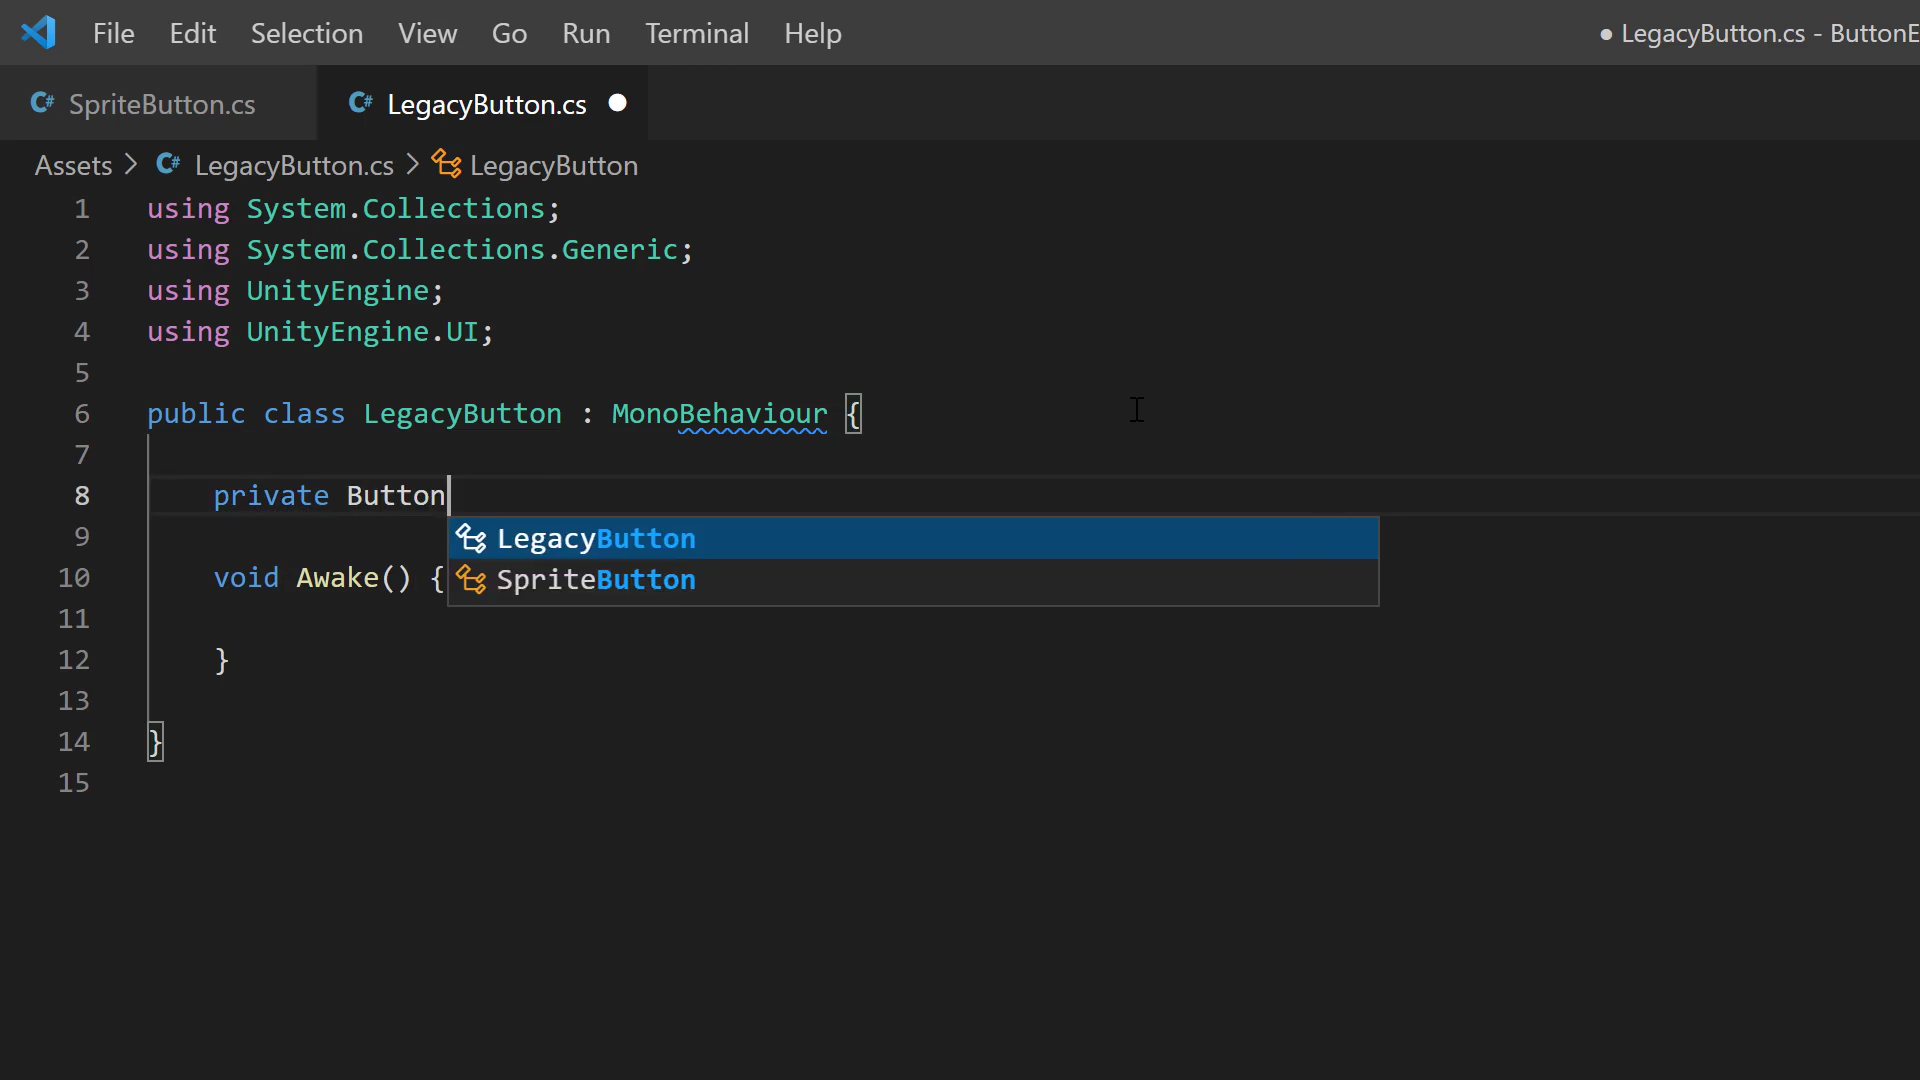 File Edit Selection View Go Run Terminal Help ● LegacyButton.cs - ButtonE
SpriteButton.cs LegacyButton.cs ●
Assets > LegacyButton.cs > LegacyButton
1 using System.Collections;
2 using System.Collections.Generic;
3 using UnityEngine;
4 using UnityEngine.UI;
5
6 public class LegacyButton : MonoBehaviour {
7
8 private Button
9 LegacyButton
10 void Awake() { SpriteButton
11
12 }
13
14 }
15